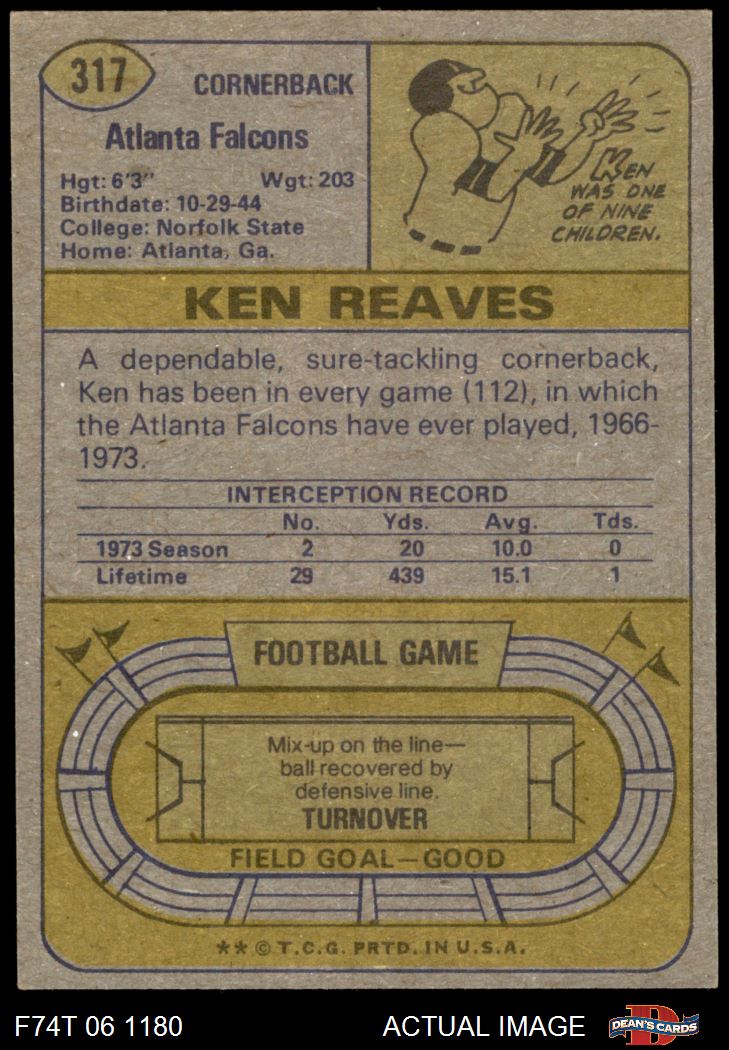 317
CORNERBACK
Atlanta Falcons
Hgt: 6'3" Wgt: 203
Birthdate: 10-29-44
College: Norfolk State
Home: Atlanta, Ga.
KEN
WAS ONE
OF NINE
CHILDREN.
KEN REAVES
A dependable, sure-tackling cornerback,
Ken has been in every game (112), in which
the Atlanta Falcons have ever played, 1966-
1973.
INTERCEPTION RECORD
No. Yds. Avg. Tds.
1973 Season 2 20 10.0 0
Lifetime 29 439 15.1 1
FOOTBALL GAME
Mix-up on the line—
ball recovered by
defensive line.
TURNOVER
FIELD GOAL—GOOD
** © T.C.G. PRTD. IN U.S.A.
F74T 06 1180 ACTUAL IMAGE
D
DEAN'S CARDS